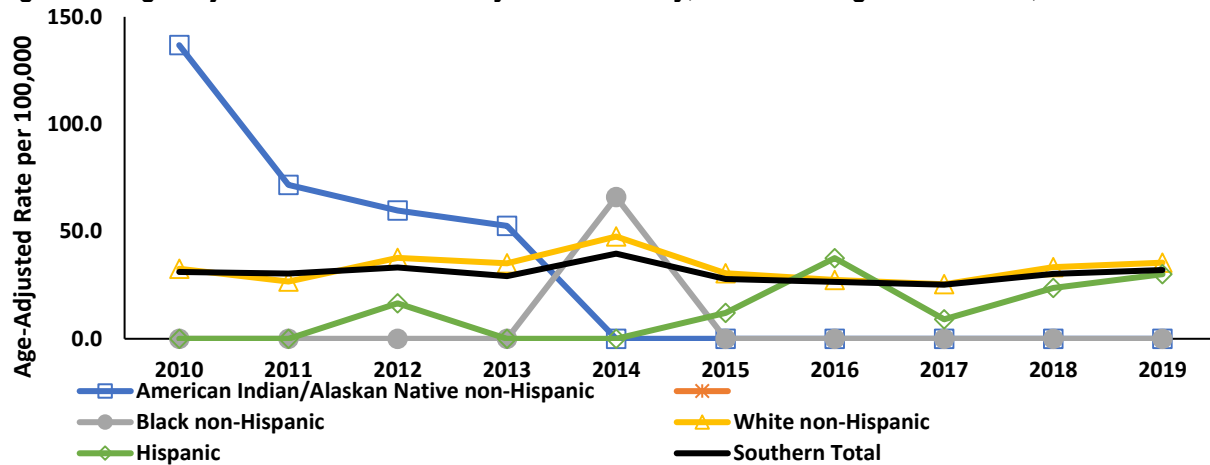 150.0
100.0
50.0
0.0
Age-Adjusted Rate per 100,000
2010 2011 2012 2013 2014 2015 2016 2017 2018 2019
American Indian/Alaskan Native non-Hispanic
Black non-Hispanic White non-Hispanic
Hispanic Southern Total